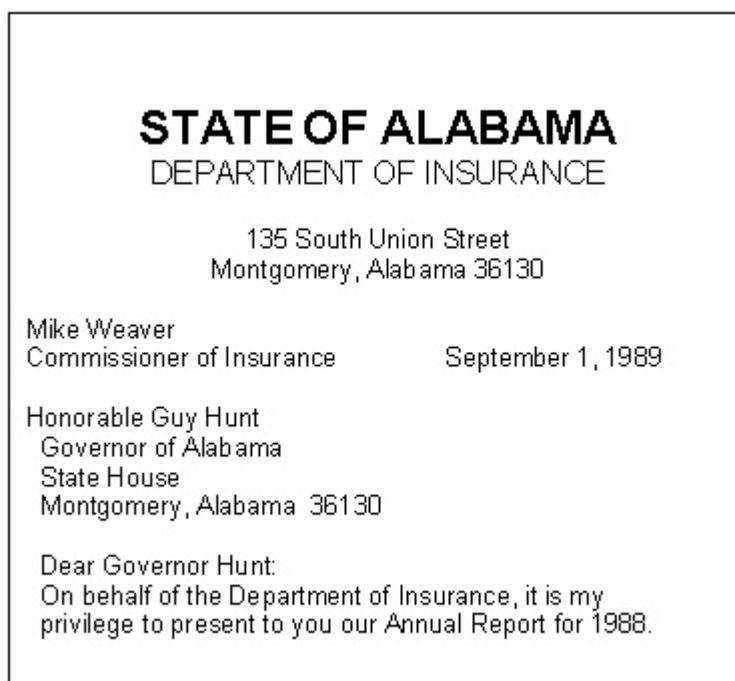 STATE OF ALABAMA
DEPARTMENT OF INSURANCE
135 South Union Street
Montgomery, Alabama 36130
Mike Weaver
Commissioner of Insurance September 1, 1989
Honorable Guy Hunt
Governor of Alabama
State House
Montgomery, Alabama 36130
Dear Governor Hunt:
On behalf of the Department of Insurance, it is my
privilege to present to you our Annual Report for 1988.